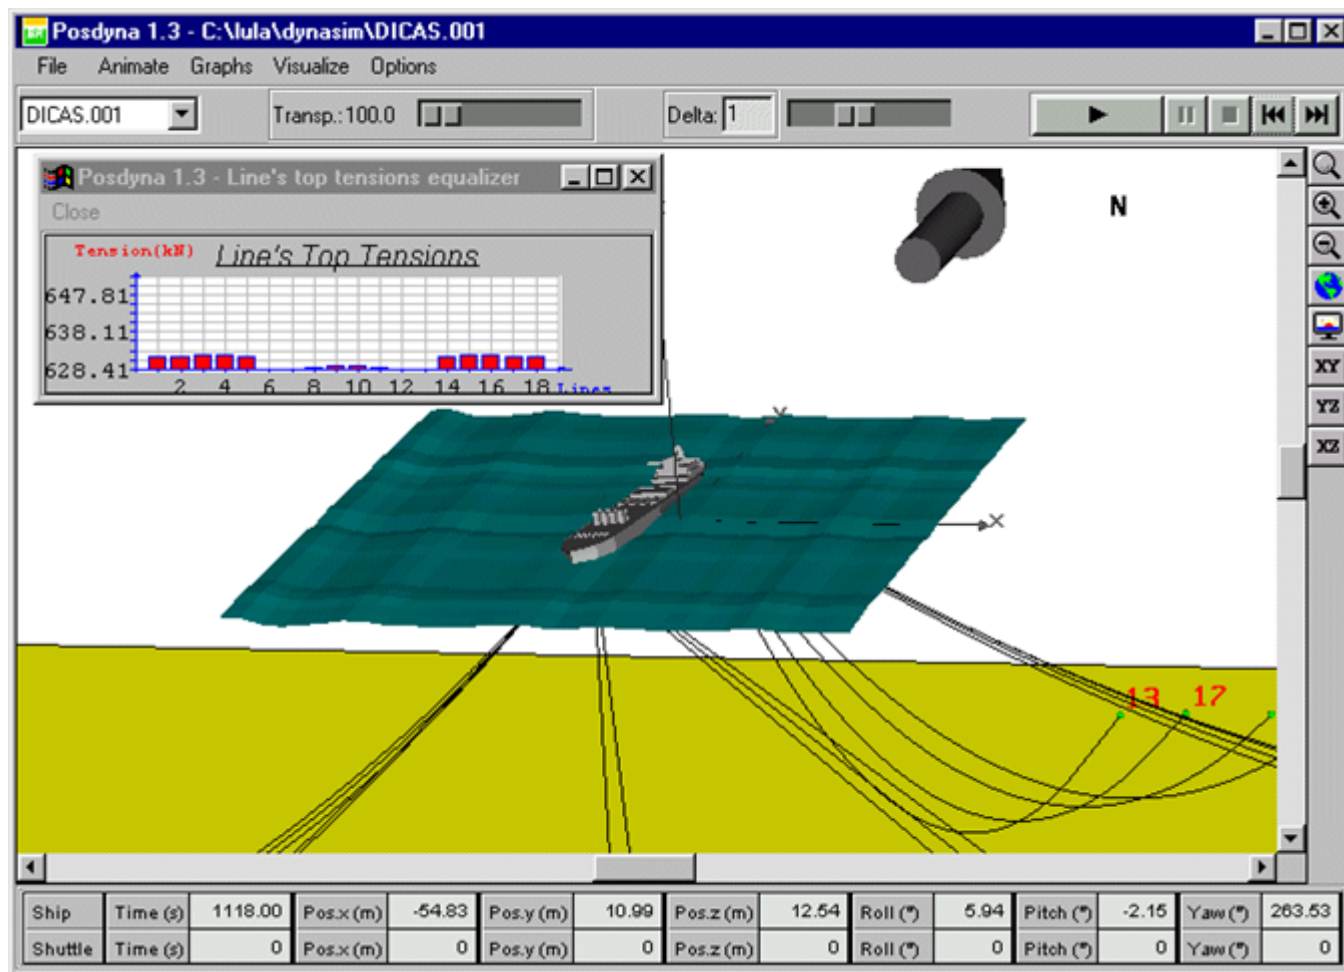 Posdyna 1.3 - C:\lula\dynasim\DICAS.001
File Animate Graphs Visualize Options
DICAS.001 Transp.: 100.0 Delta: 1
Posdyna 1.3 - Line's top tensions equalizer
Close
Tension(kN) Line's Top Tensions
647.81
638.11
628.41
2 4 6 8 10 12 14 16 18 Lines
N
XY
YZ
XZ
Y
X
13 17
Ship Time (s) 1118.00 Pos.x (m) -54.83 Pos.y (m) 10.99 Pos.z (m) 12.54 Roll (º) 5.94 Pitch (º) -2.15 Yaw (º) 263.53
Shuttle Time (s) 0 Pos.x (m) 0 Pos.y (m) 0 Pos.z (m) 0 Roll (º) 0 Pitch (º) 0 Yaw (º) 0